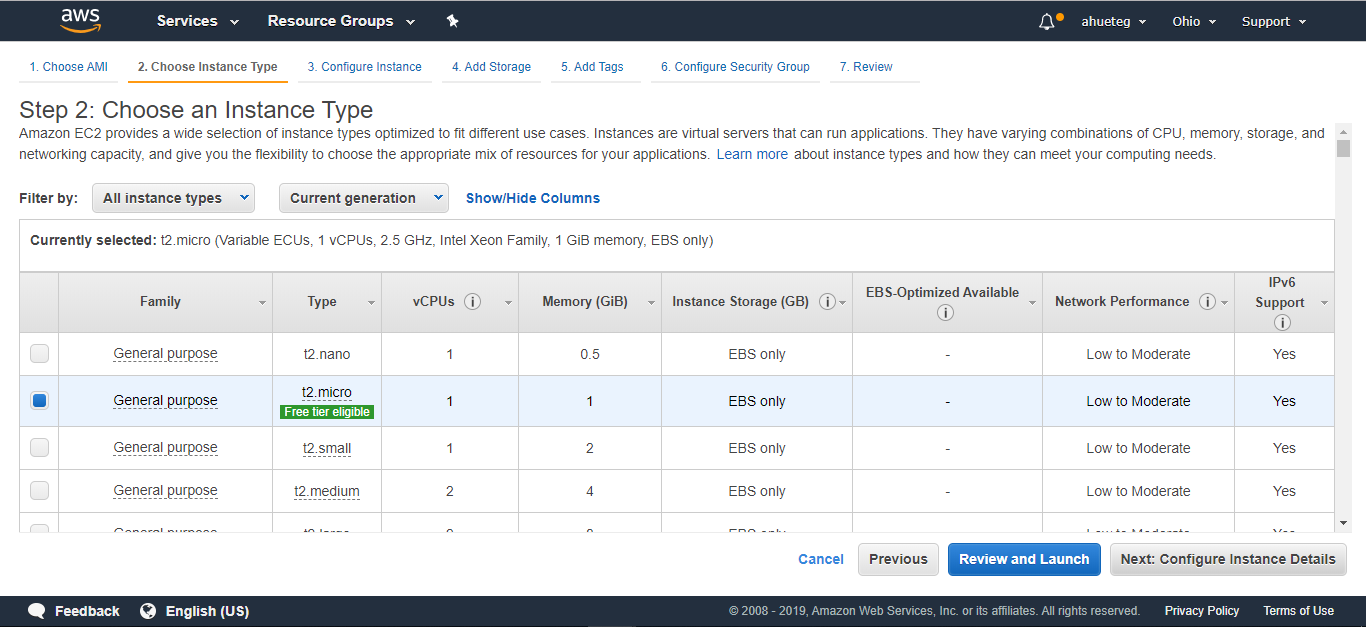 aws Services Resource Groups ahueteg Ohio Support
1. Choose AMI 2. Choose Instance Type 3. Configure Instance 4. Add Storage 5. Add Tags 6. Configure Security Group 7. Review
Step 2: Choose an Instance Type
Amazon EC2 provides a wide selection of instance types optimized to fit different use cases. Instances are virtual servers that can run applications. They have varying combinations of CPU, memory, storage, and
networking capacity, and give you the flexibility to choose the appropriate mix of resources for your applications. Learn more about instance types and how they can meet your computing needs.
Filter by: All instance types Current generation Show/Hide Columns
Currently selected: t2.micro (Variable ECUs, 1 vCPUs, 2.5 GHz, Intel Xeon Family, 1 GiB memory, EBS only)
Family Type vCPUs i Memory (GiB) Instance Storage (GB) i EBS-Optimized Available i Network Performance i IPv6 Support i
General purpose t2.nano 1 0.5 EBS only - Low to Moderate Yes
General purpose t2.micro Free tier eligible 1 1 EBS only - Low to Moderate Yes
General purpose t2.small 1 2 EBS only - Low to Moderate Yes
General purpose t2.medium 2 4 EBS only - Low to Moderate Yes
Cancel Previous Review and Launch Next: Configure Instance Details
Feedback English (US) © 2008 - 2019, Amazon Web Services, Inc. or its affiliates. All rights reserved. Privacy Policy Terms of Use